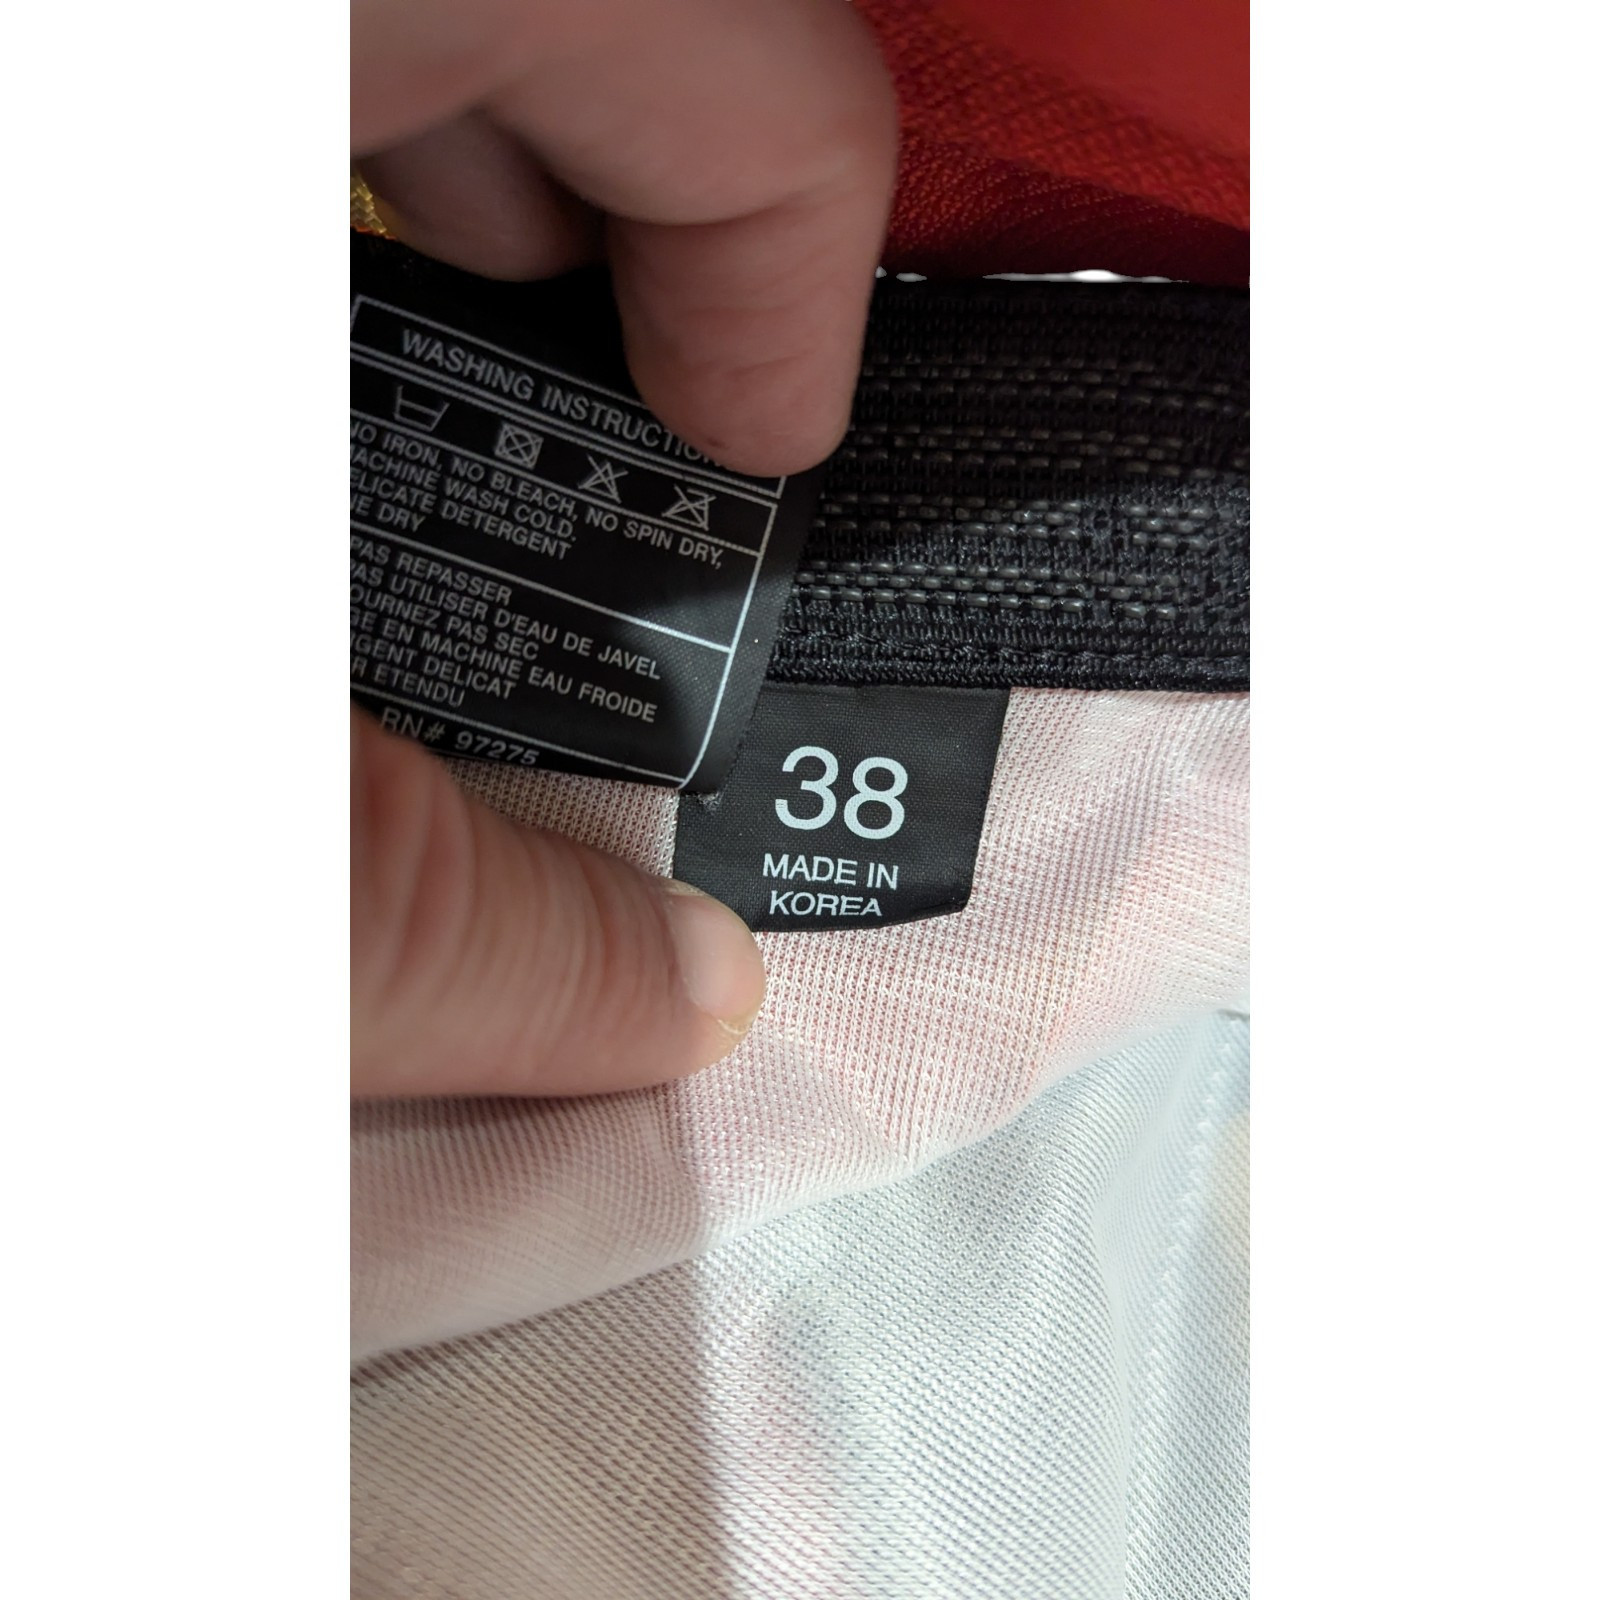 WASHING INSTRUCTION
NO IRON, NO BLEACH, NO SPIN DRY,
MACHINE WASH COLD.
DELICATE DETERGENT
DRY
PAS REPASSER
PAS UTILISER D'EAU DE JAVEL
PAS SEC
EN MACHINE EAU FROIDE
DELICAT
ETENDU
RN# 97275
38
MADE IN
KOREA